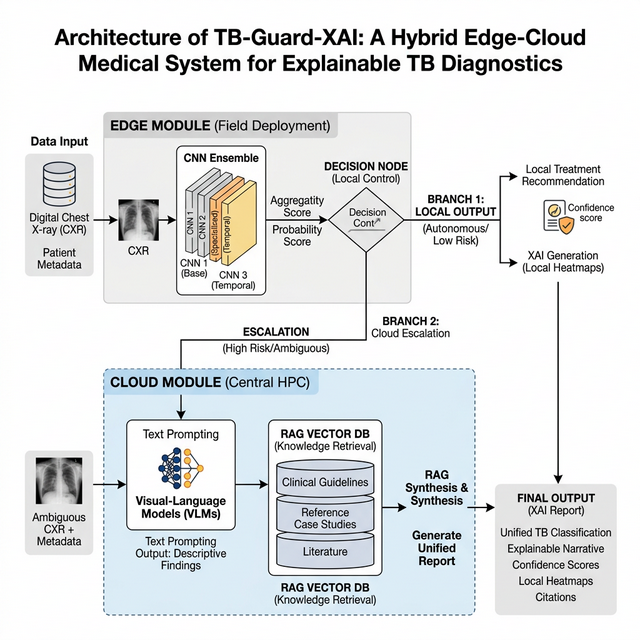 Architecture of TB-Guard-XAI: A Hybrid Edge-Cloud
Medical System for Explainable TB Diagnostics
EDGE MODULE (Field Deployment)
Data Input
Digital Chest
X-ray (CXR)
Patient
Metadata
CXR
CNN Ensemble
CNN 1
CNN 2
(Specialized)
(Temporal)
CNN 1
(Base)
CNN 3
(Temporal)
Aggregatity
Score
Probability
Score
DECISION NODE
(Local Control)
Decision
Cont
BRANCH 1:
LOCAL OUTPUT
(Autonomous/
Low Risk)
Local Treatment
Recommendation
Confidence
score
XAI Generation
(Local Heatmaps)
ESCALATION
(High Risk/Ambiguous)
BRANCH 2:
Cloud Escalation
CLOUD MODULE (Central HPC)
Ambiguous
CXR +
Metadata
Text Prompting
Visual-Language
Models (VLMs)
Text Prompting
Output: Descriptive
Findings
RAG VECTOR DB
(Knowledge Retrieval)
Clinical Guidelines
Reference
Case Studies
Literature
RAG VECTOR DB
(Knowledge Retrieval)
RAG
Synthesis &
Synthesis
Generate
Unified
Report
FINAL OUTPUT
(XAI Report)
Unified TB Classification
Explainable Narrative
Confidence Scores
Local Heatmaps
Citations